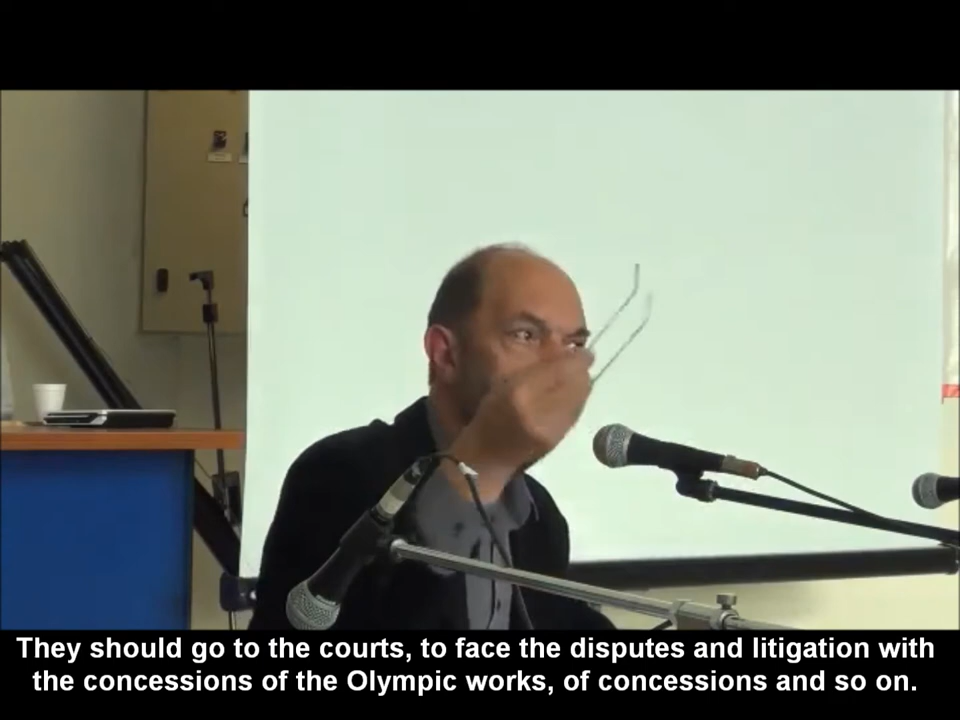 They should go to the courts, to face the disputes and litigation with
the concessions of the Olympic works, of concessions and so on.